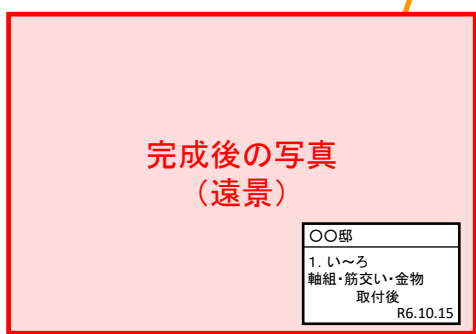 完成後の写真
（遠景）
〇〇邸
1. い～ろ
軸組・筋交い・金物
取付後
R6.10.15